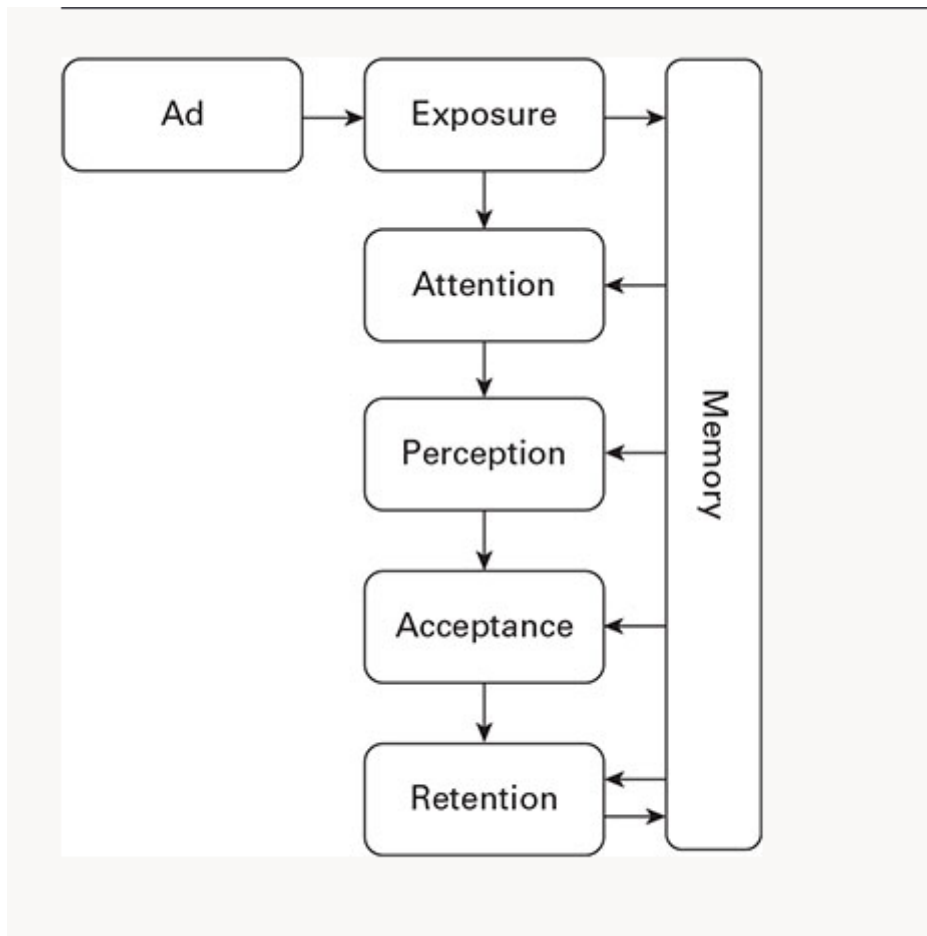 Ad
Exposure
Attention
Perception
Memory
Acceptance
Retention